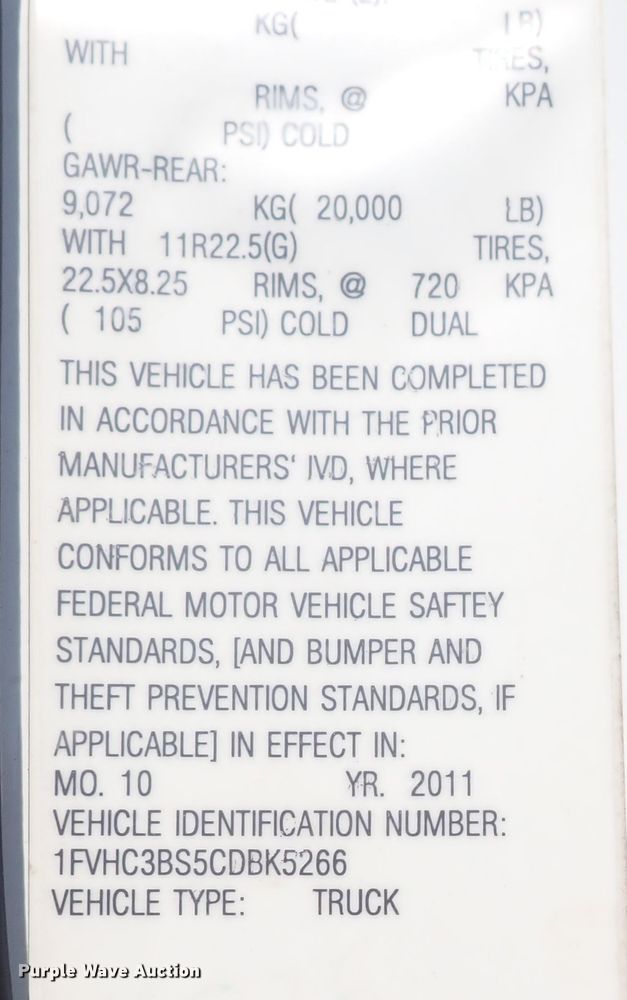 KG( LB)
WITH TIRES,
RIMS, @ KPA
( PSI) COLD
GAWR-REAR:
9,072 KG( 20,000 LB)
WITH 11R22.5(G) TIRES,
22.5X8.25 RIMS, @ 720 KPA
( 105 PSI) COLD DUAL
THIS VEHICLE HAS BEEN COMPLETED
IN ACCORDANCE WITH THE PRIOR
MANUFACTURERS' IVD, WHERE
APPLICABLE. THIS VEHICLE
CONFORMS TO ALL APPLICABLE
FEDERAL MOTOR VEHICLE SAFTEY
STANDARDS, [AND BUMPER AND
THEFT PREVENTION STANDARDS, IF
APPLICABLE] IN EFFECT IN:
MO. 10 YR. 2011
VEHICLE IDENTIFICATION NUMBER:
1FVHC3BS5CDBK5266
VEHICLE TYPE: TRUCK
Purple Wave Auction